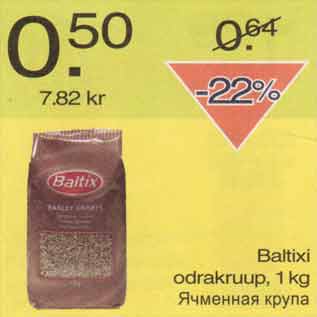 0.50
0.64
7.82 kr
-22%
Baltix
BARLEY GROATS
Baltixi
odrakruup, 1 kg
Ячменная крупа